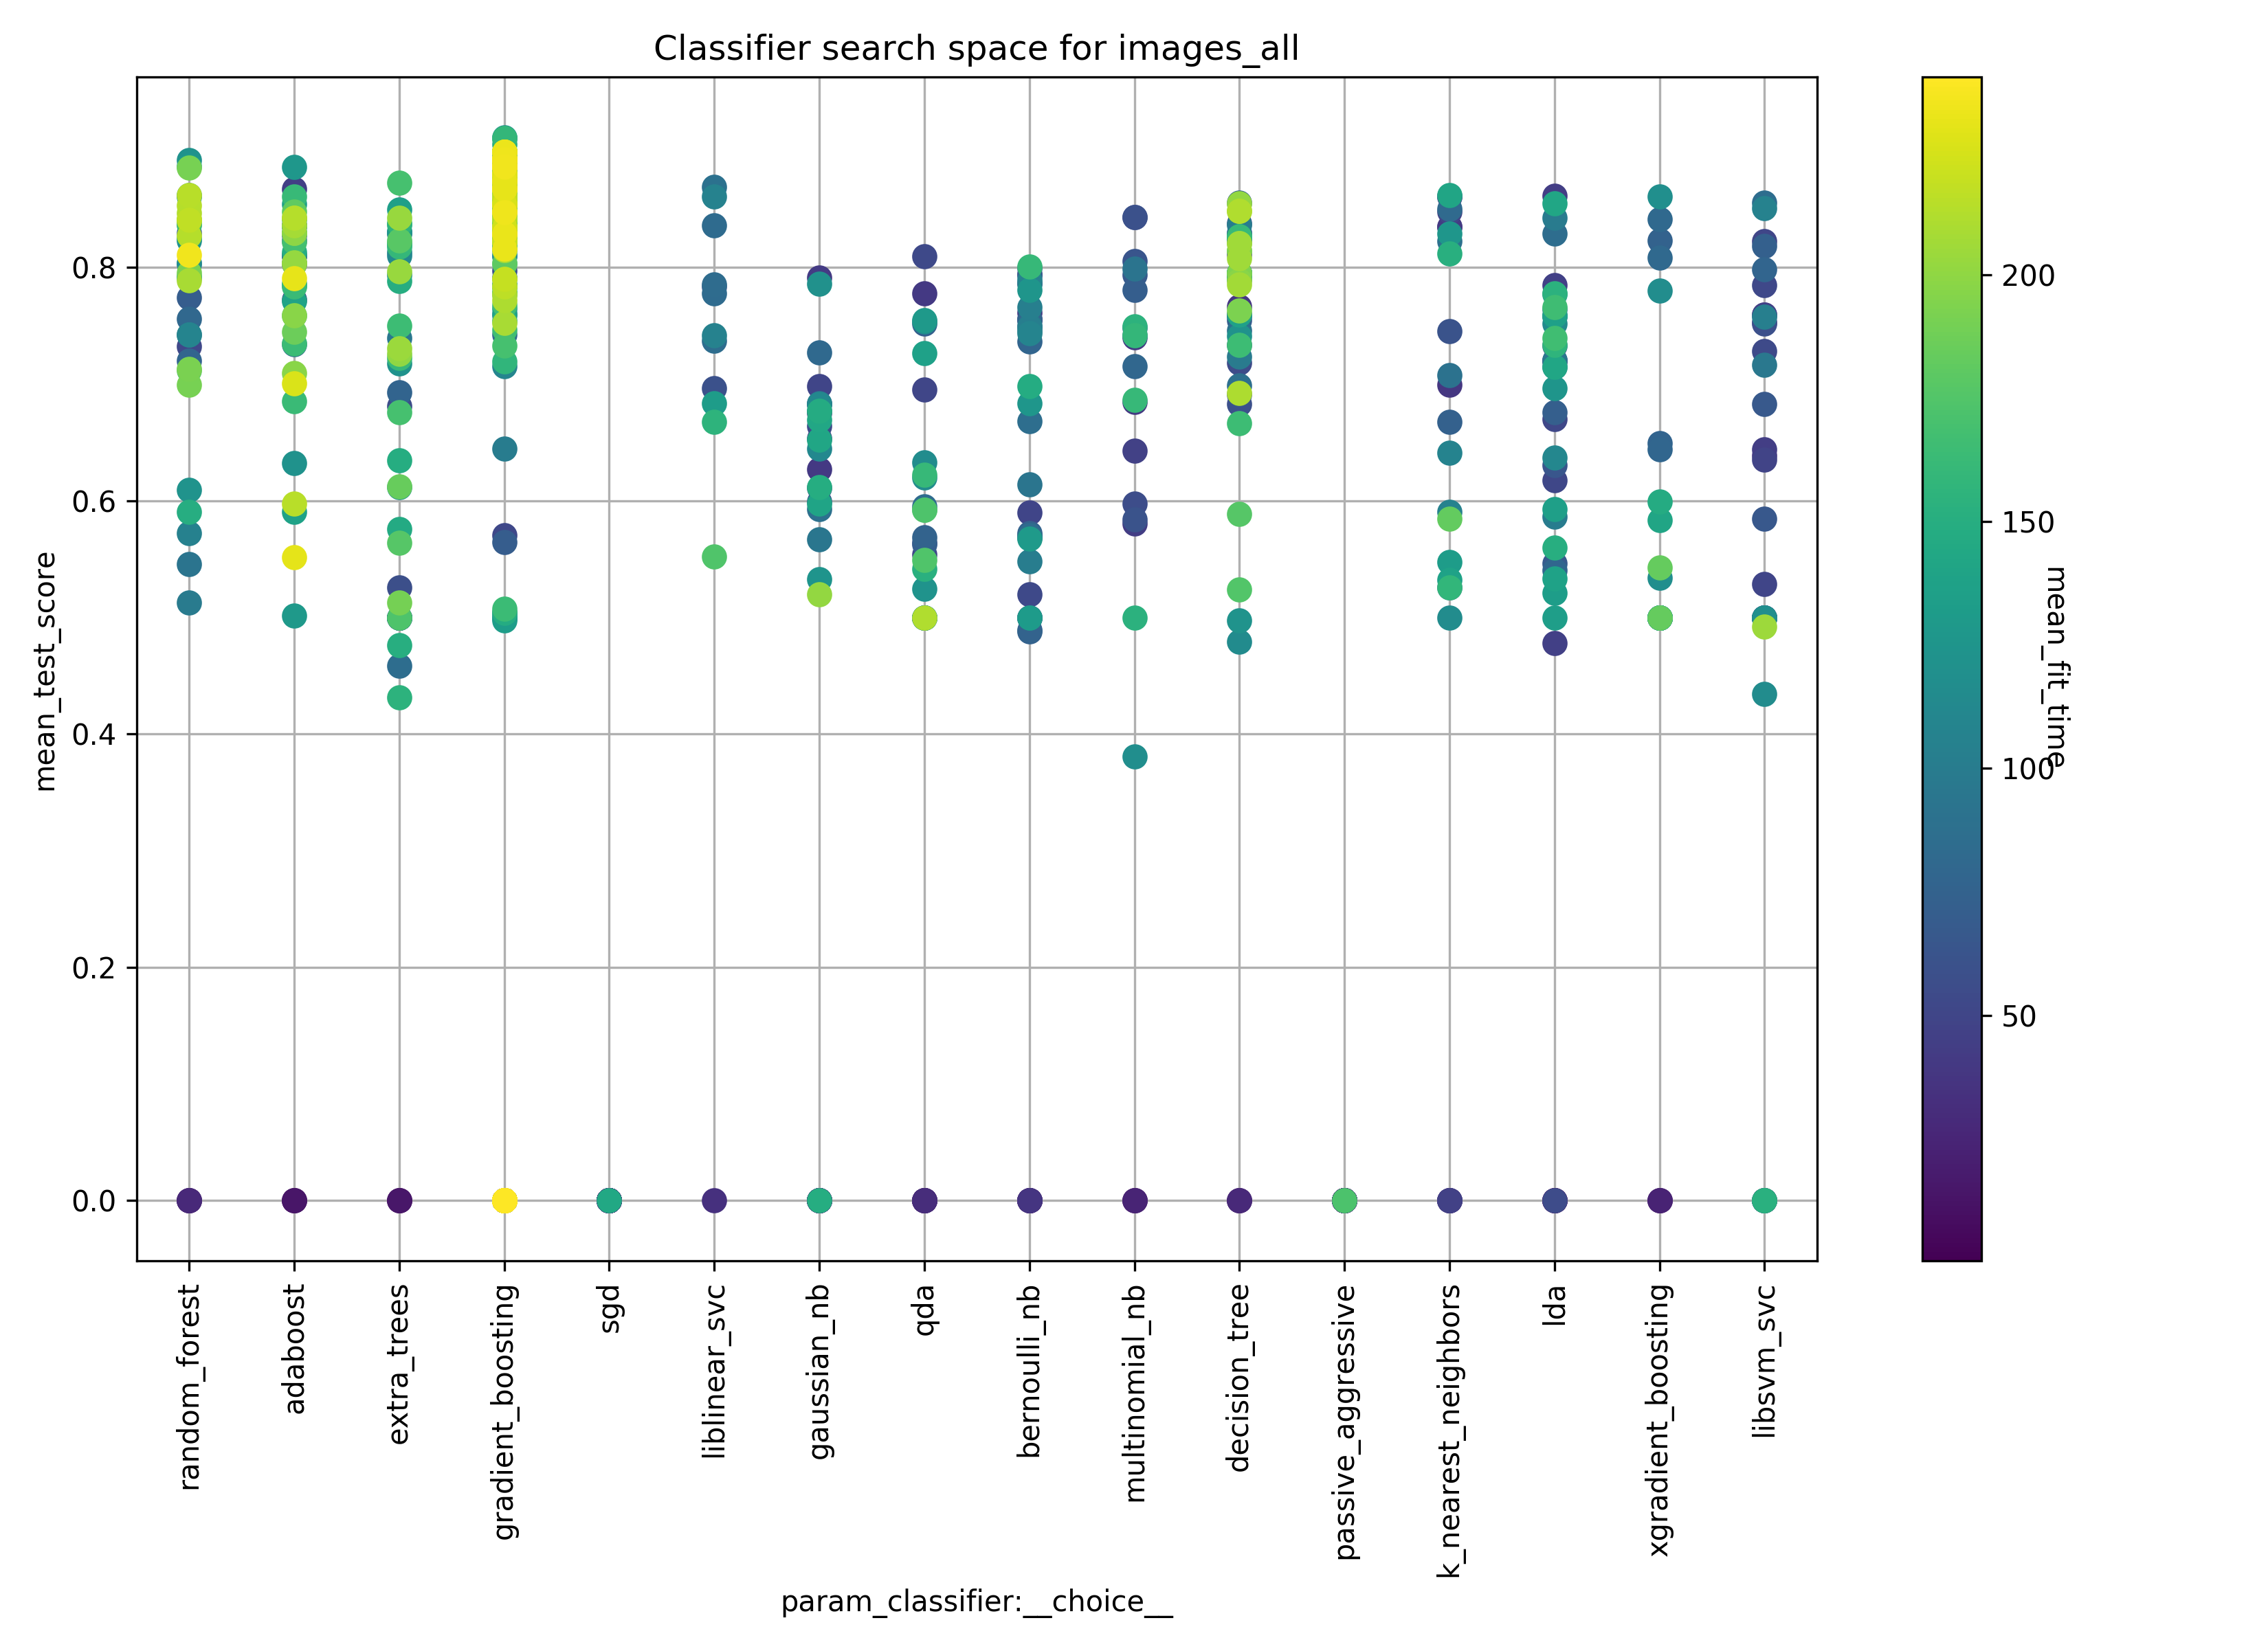 Classifier search space for images_all
mean_test_score
0.8
0.6
0.4
0.2
0.0
random_forest
adaboost
extra_trees
gradient_boosting
sgd
liblinear_svc
gaussian_nb
qda
bernoulli_nb
multinomial_nb
decision_tree
passive_aggressive
k_nearest_neighbors
lda
xgradient_boosting
libsvm_svc
param_classifier:__choice__
200
150
100
50
mean_fit_time